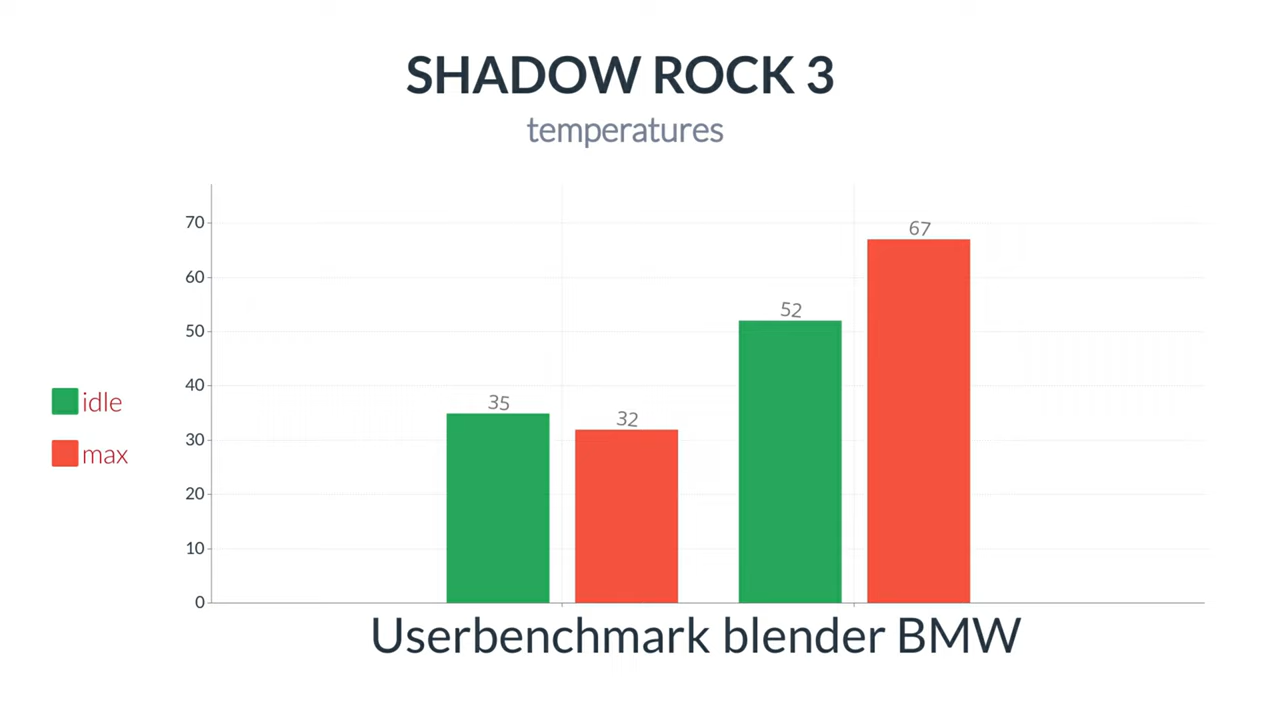 SHADOW ROCK 3
temperatures
70
60
50
40
30
20
10
0
idle
max
35
32
52
67
Userbenchmark blender BMW